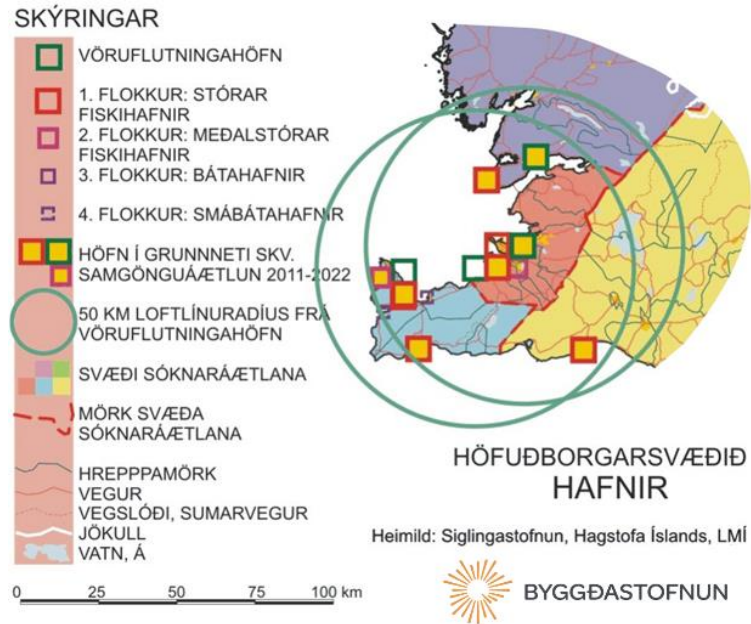 SKÝRINGAR
VÖRUFLUTNINGAHÖFN
1. FLOKKUR: STÓRAR
FISKIHAFNIR
2. FLOKKUR: MEÐALSTÓRAR
FISKIHAFNIR
3. FLOKKUR: BÁTAHAFNIR
4. FLOKKUR: SMÁBÁTAHAFNIR
HÖFN Í GRUNNNETI SKV.
SAMGÖNGUÁÆTLUN 2011-2022
50 KM LOFTLÍNURADÍUS FRÁ
VÖRUFLUTNINGAHÖFN
SVÆÐI SÓKNARÁÆTLANA
MÖRK SVÆÐA
SÓKNARÁÆTLANA
HREPPPAMÖRK
VEGUR
VEGSLÓÐI, SUMARVEGUR
JÖKULL
VATN, Á
0 25 50 75 100 km
HÖFUÐBORGARSVÆÐIÐ
HAFNIR
Heimild: Siglingastofnun, Hagstofa Íslands, LMÍ
BYGGÐASTOFNUN